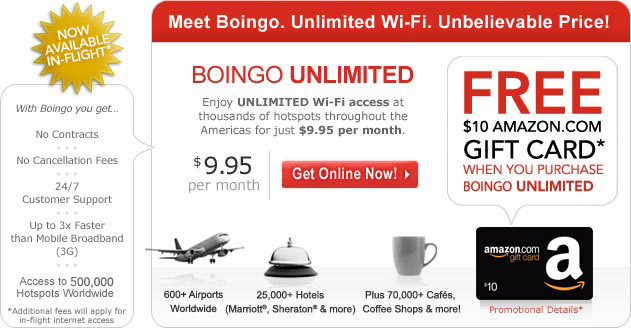 NOW
AVAILABLE
IN-FLIGHT*
With Boingo you get...
No Contracts
No Cancellation Fees
24/7
Customer Support
Up to 3x Faster
than Mobile Broadband
(3G)
Access to 500,000
Hotspots Worldwide
*Additional fees will apply for
in-flight internet access
Meet Boingo. Unlimited Wi-Fi. Unbelievable Price!
BOINGO UNLIMITED
Enjoy UNLIMITED Wi-Fi access at
thousands of hotspots throughout the
Americas for just $9.95 per month.
$9.95
per month
Get Online Now!
600+ Airports
Worldwide
25,000+ Hotels
(Marriott®, Sheraton® & more)
Plus 70,000+ Cafés,
Coffee Shops & more!
FREE
$10 AMAZON.COM
GIFT CARD*
WHEN YOU PURCHASE
BOINGO UNLIMITED
amazon.com
gift card
a
$10
Promotional Details*